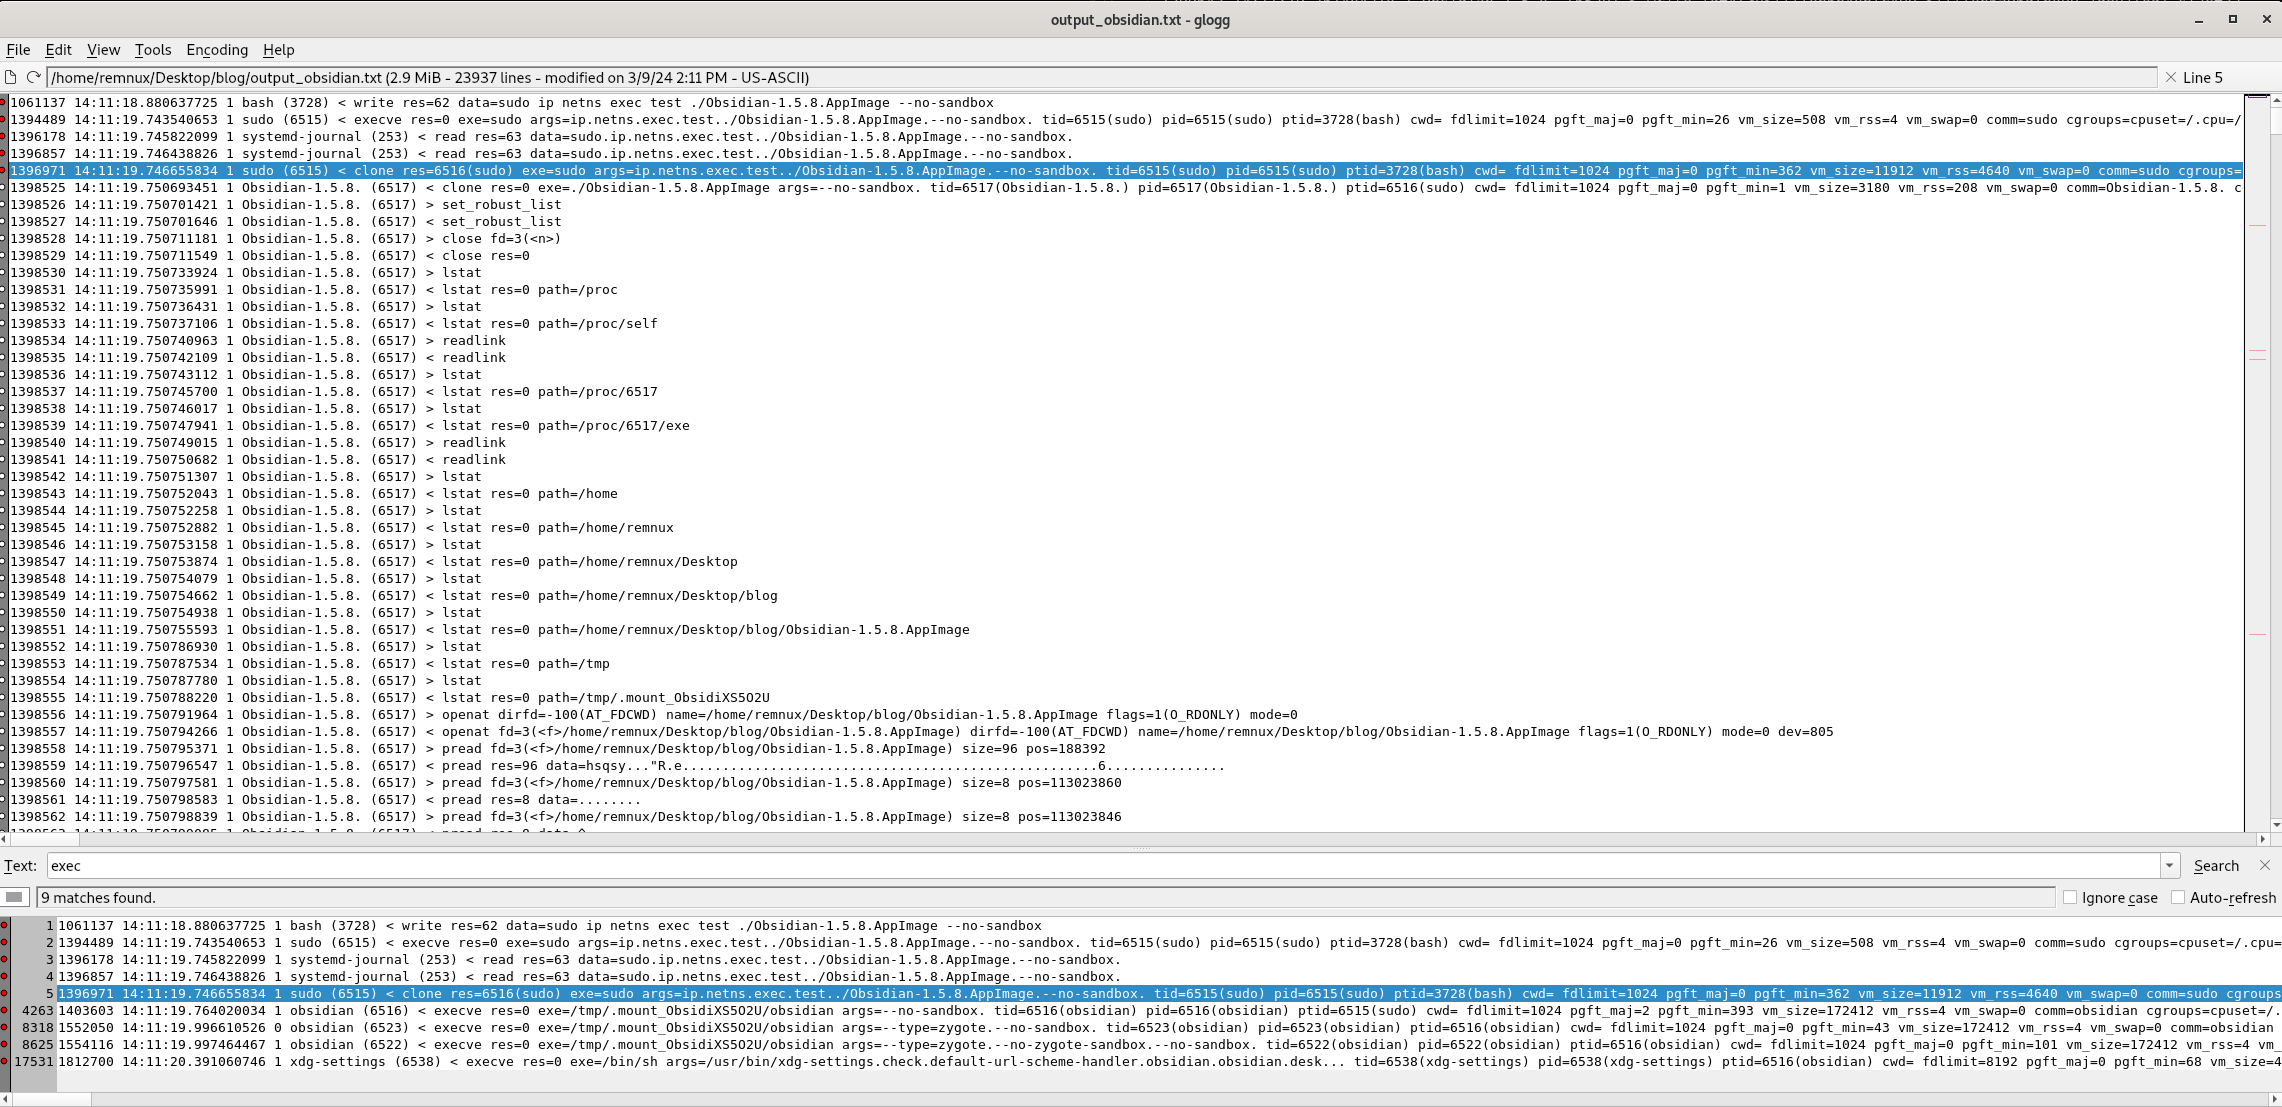 output_obsidian.txt - glogg
File Edit View Tools Encoding Help
/home/remnux/Desktop/blog/output_obsidian.txt (2.9 MiB - 23937 lines - modified on 3/9/24 2:11 PM - US-ASCII) Line 5
1061137 14:11:18.880637725 1 bash (3728) < write res=62 data=sudo ip netns exec test ./Obsidian-1.5.8.AppImage --no-sandbox
1394489 14:11:19.743540653 1 sudo (6515) < execve res=0 exe=sudo args=ip.netns.exec.test../Obsidian-1.5.8.AppImage.--no-sandbox. tid=6515(sudo) pid=6515(sudo) ptid=3728(bash) cwd= fdlimit=1024 pgft_maj=0 pgft_min=26 vm_size=508 vm_rss=4 vm_swap=0 comm=sudo cgroups=cpuset=/.cpu=/
1396178 14:11:19.745822099 1 systemd-journal (253) < read res=63 data=sudo.ip.netns.exec.test../Obsidian-1.5.8.AppImage.--no-sandbox.
1396857 14:11:19.746438826 1 systemd-journal (253) < read res=63 data=sudo.ip.netns.exec.test../Obsidian-1.5.8.AppImage.--no-sandbox.
1396971 14:11:19.746655834 1 sudo (6515) < clone res=6516(sudo) exe=sudo args=ip.netns.exec.test../Obsidian-1.5.8.AppImage.--no-sandbox. tid=6515(sudo) pid=6515(sudo) ptid=3728(bash) cwd= fdlimit=1024 pgft_maj=0 pgft_min=362 vm_size=11912 vm_rss=4640 vm_swap=0 comm=sudo cgroups=
1398525 14:11:19.750693451 1 Obsidian-1.5.8. (6517) < clone res=0 exe=./Obsidian-1.5.8.AppImage args=--no-sandbox. tid=6517(Obsidian-1.5.8.) pid=6517(Obsidian-1.5.8.) ptid=6516(sudo) cwd= fdlimit=1024 pgft_maj=0 pgft_min=1 vm_size=3180 vm_rss=208 vm_swap=0 comm=Obsidian-1.5.8. c
1398526 14:11:19.750701421 1 Obsidian-1.5.8. (6517) > set_robust_list
1398527 14:11:19.750701646 1 Obsidian-1.5.8. (6517) < set_robust_list
1398528 14:11:19.750711181 1 Obsidian-1.5.8. (6517) > close fd=3(<n>)
1398529 14:11:19.750711549 1 Obsidian-1.5.8. (6517) < close res=0
1398530 14:11:19.750733924 1 Obsidian-1.5.8. (6517) > lstat
1398531 14:11:19.750735991 1 Obsidian-1.5.8. (6517) < lstat res=0 path=/proc
1398532 14:11:19.750736431 1 Obsidian-1.5.8. (6517) > lstat
1398533 14:11:19.750737106 1 Obsidian-1.5.8. (6517) < lstat res=0 path=/proc/self
1398534 14:11:19.750740963 1 Obsidian-1.5.8. (6517) > readlink
1398535 14:11:19.750742109 1 Obsidian-1.5.8. (6517) < readlink
1398536 14:11:19.750743112 1 Obsidian-1.5.8. (6517) > lstat
1398537 14:11:19.750745700 1 Obsidian-1.5.8. (6517) < lstat res=0 path=/proc/6517
1398538 14:11:19.750746017 1 Obsidian-1.5.8. (6517) > lstat
1398539 14:11:19.750747941 1 Obsidian-1.5.8. (6517) < lstat res=0 path=/proc/6517/exe
1398540 14:11:19.750749015 1 Obsidian-1.5.8. (6517) > readlink
1398541 14:11:19.750750682 1 Obsidian-1.5.8. (6517) < readlink
1398542 14:11:19.750751307 1 Obsidian-1.5.8. (6517) > lstat
1398543 14:11:19.750752043 1 Obsidian-1.5.8. (6517) < lstat res=0 path=/home
1398544 14:11:19.750752258 1 Obsidian-1.5.8. (6517) > lstat
1398545 14:11:19.750752882 1 Obsidian-1.5.8. (6517) < lstat res=0 path=/home/remnux
1398546 14:11:19.750753158 1 Obsidian-1.5.8. (6517) > lstat
1398547 14:11:19.750753874 1 Obsidian-1.5.8. (6517) < lstat res=0 path=/home/remnux/Desktop
1398548 14:11:19.750754079 1 Obsidian-1.5.8. (6517) > lstat
1398549 14:11:19.750754662 1 Obsidian-1.5.8. (6517) < lstat res=0 path=/home/remnux/Desktop/blog
1398550 14:11:19.750754938 1 Obsidian-1.5.8. (6517) > lstat
1398551 14:11:19.750755593 1 Obsidian-1.5.8. (6517) < lstat res=0 path=/home/remnux/Desktop/blog/Obsidian-1.5.8.AppImage
1398552 14:11:19.750786930 1 Obsidian-1.5.8. (6517) > lstat
1398553 14:11:19.750787534 1 Obsidian-1.5.8. (6517) < lstat res=0 path=/tmp
1398554 14:11:19.750787780 1 Obsidian-1.5.8. (6517) > lstat
1398555 14:11:19.750788220 1 Obsidian-1.5.8. (6517) < lstat res=0 path=/tmp/.mount_ObsidiXS5O2U
1398556 14:11:19.750791964 1 Obsidian-1.5.8. (6517) > openat dirfd=-100(AT_FDCWD) name=/home/remnux/Desktop/blog/Obsidian-1.5.8.AppImage flags=1(O_RDONLY) mode=0
1398557 14:11:19.750794266 1 Obsidian-1.5.8. (6517) < openat fd=3(<f>/home/remnux/Desktop/blog/Obsidian-1.5.8.AppImage) dirfd=-100(AT_FDCWD) name=/home/remnux/Desktop/blog/Obsidian-1.5.8.AppImage flags=1(O_RDONLY) mode=0 dev=805
1398558 14:11:19.750795371 1 Obsidian-1.5.8. (6517) > pread fd=3(<f>/home/remnux/Desktop/blog/Obsidian-1.5.8.AppImage) size=96 pos=188392
1398559 14:11:19.750796547 1 Obsidian-1.5.8. (6517) < pread res=96 data=hsqsy..."R.e....................................................6...............
1398560 14:11:19.750797581 1 Obsidian-1.5.8. (6517) > pread fd=3(<f>/home/remnux/Desktop/blog/Obsidian-1.5.8.AppImage) size=8 pos=113023860
1398561 14:11:19.750798583 1 Obsidian-1.5.8. (6517) < pread res=8 data=........
1398562 14:11:19.750798839 1 Obsidian-1.5.8. (6517) > pread fd=3(<f>/home/remnux/Desktop/blog/Obsidian-1.5.8.AppImage) size=8 pos=113023846
Text: exec Search
9 matches found. Ignore case Auto-refresh
1 1061137 14:11:18.880637725 1 bash (3728) < write res=62 data=sudo ip netns exec test ./Obsidian-1.5.8.AppImage --no-sandbox
2 1394489 14:11:19.743540653 1 sudo (6515) < execve res=0 exe=sudo args=ip.netns.exec.test../Obsidian-1.5.8.AppImage.--no-sandbox. tid=6515(sudo) pid=6515(sudo) ptid=3728(bash) cwd= fdlimit=1024 pgft_maj=0 pgft_min=26 vm_size=508 vm_rss=4 vm_swap=0 comm=sudo cgroups=cpuset=/.cpu=
3 1396178 14:11:19.745822099 1 systemd-journal (253) < read res=63 data=sudo.ip.netns.exec.test../Obsidian-1.5.8.AppImage.--no-sandbox.
4 1396857 14:11:19.746438826 1 systemd-journal (253) < read res=63 data=sudo.ip.netns.exec.test../Obsidian-1.5.8.AppImage.--no-sandbox.
5 1396971 14:11:19.746655834 1 sudo (6515) < clone res=6516(sudo) exe=sudo args=ip.netns.exec.test../Obsidian-1.5.8.AppImage.--no-sandbox. tid=6515(sudo) pid=6515(sudo) ptid=3728(bash) cwd= fdlimit=1024 pgft_maj=0 pgft_min=362 vm_size=11912 vm_rss=4640 vm_swap=0 comm=sudo cgroups
4263 1403603 14:11:19.764020034 1 obsidian (6516) < execve res=0 exe=/tmp/.mount_ObsidiXS5O2U/obsidian args=--no-sandbox. tid=6516(obsidian) pid=6516(obsidian) ptid=6515(sudo) cwd= fdlimit=1024 pgft_maj=2 pgft_min=393 vm_size=172412 vm_rss=4 vm_swap=0 comm=obsidian cgroups=cpuset=/.
8318 1552050 14:11:19.996610526 0 obsidian (6523) < execve res=0 exe=/tmp/.mount_ObsidiXS5O2U/obsidian args=--type=zygote.--no-sandbox. tid=6523(obsidian) pid=6523(obsidian) ptid=6516(obsidian) cwd= fdlimit=1024 pgft_maj=0 pgft_min=43 vm_size=172412 vm_rss=4 vm_swap=0 comm=obsidian
8625 1554116 14:11:19.997464467 1 obsidian (6522) < execve res=0 exe=/tmp/.mount_ObsidiXS5O2U/obsidian args=--type=zygote.--no-zygote-sandbox.--no-sandbox. tid=6522(obsidian) pid=6522(obsidian) ptid=6516(obsidian) cwd= fdlimit=1024 pgft_maj=0 pgft_min=101 vm_size=172412 vm_rss=4 vm_
17531 1812700 14:11:20.391060746 1 xdg-settings (6538) < execve res=0 exe=/bin/sh args=/usr/bin/xdg-settings.check.default-url-scheme-handler.obsidian.obsidian.desk... tid=6538(xdg-settings) pid=6538(xdg-settings) ptid=6516(obsidian) cwd= fdlimit=8192 pgft_maj=0 pgft_min=68 vm_size=4